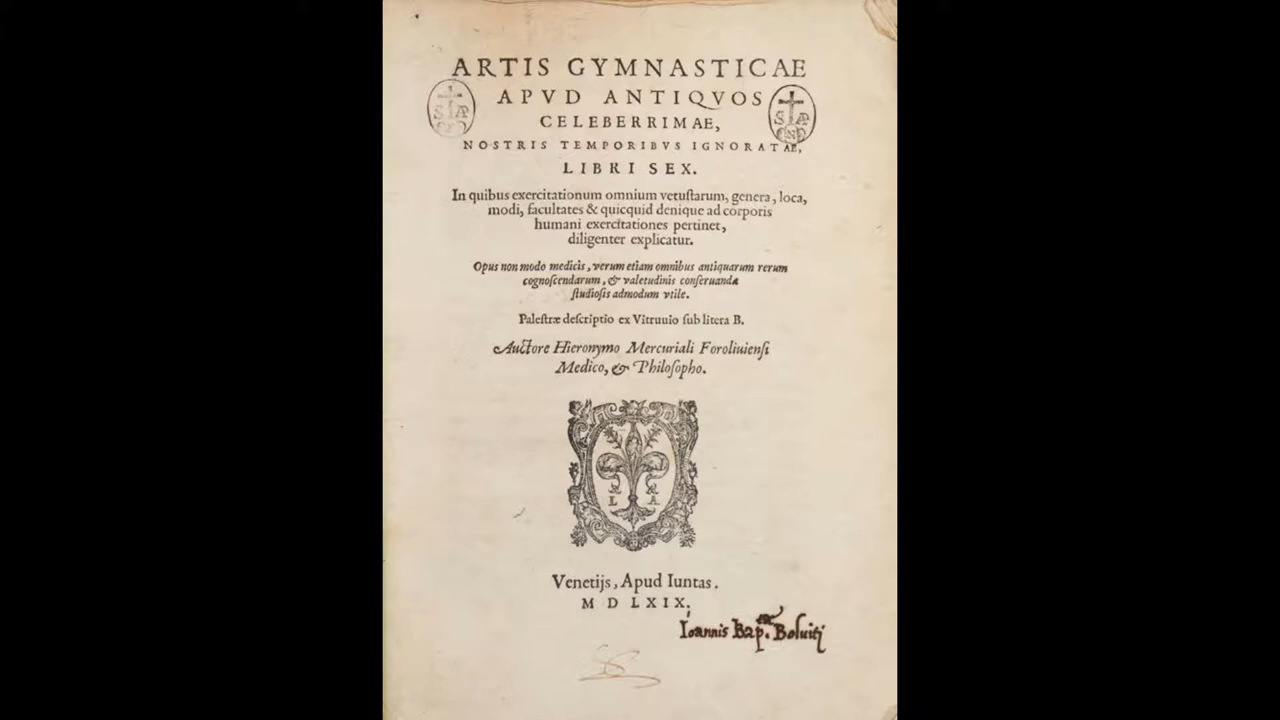 ARTIS GYMNASTICAE
APVD ANTIQVOS
CELEBERRIMAE,
NOSTRIS TEMPORIBVS IGNORATAE,
LIBRI SEX.
In quibus exercitationum omnium vetuſtarum, genera, loca,
modi, facultates & quicquid denique ad corporis
humani exercitationes pertinet,
diligenter explicatur.
Opus non modo medicis, verum etiam omnibus antiquarum rerum
cognoſcendarum, & valetudinis conſeruandæ
ſtudioſis admodum vtile.
Palęſtræ deſcriptio ex Vitruuio ſub litera B.
Auctore Hieronymo Mercuriali Foroliuienſi
Medico, & Philoſopho.
L A
Venetijs, Apud Iuntas.
M D LXIX.
Ioannis Bap. Boluitj